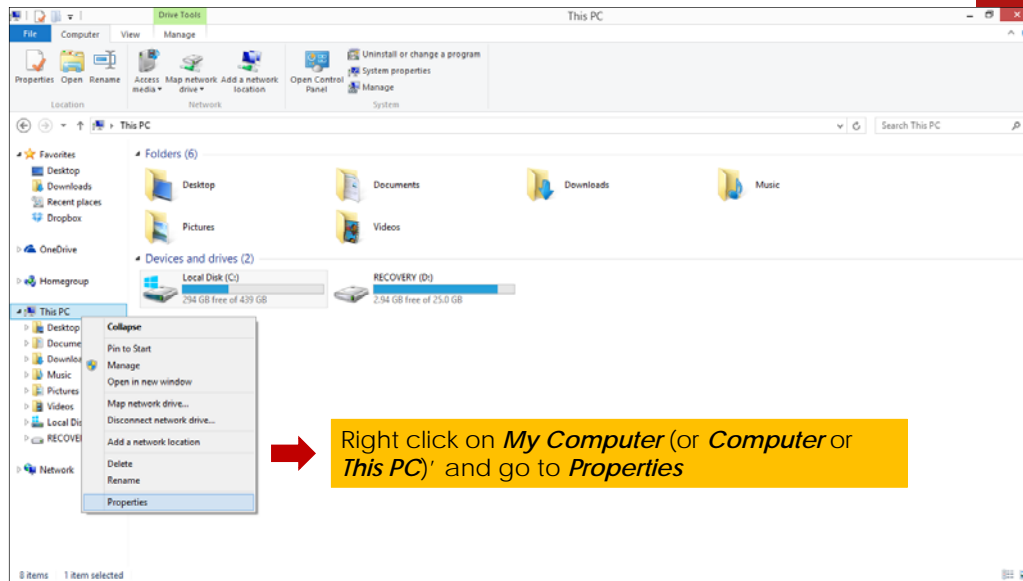 Drive Tools
This PC
File Computer View Manage
Properties Open Rename
Access media
Map network drive
Add a network location
Open Control Panel
Uninstall or change a program
System properties
Manage
Location Network System
This PC
Search This PC
Favorites
Desktop
Downloads
Recent places
Dropbox
OneDrive
Homegroup
This PC
Desktop
Docume
Downloa
Music
Pictures
Videos
Local Dis
RECOVE
Network
Folders (6)
Desktop Documents Downloads Music
Pictures Videos
Devices and drives (2)
Local Disk (C:)
294 GB free of 439 GB
RECOVERY (D:)
2.94 GB free of 25.0 GB
Collapse
Pin to Start
Manage
Open in new window
Map network drive...
Disconnect network drive...
Add a network location
Delete
Rename
Properties
Right click on My Computer (or Computer or
This PC)' and go to Properties
8 items 1 item selected